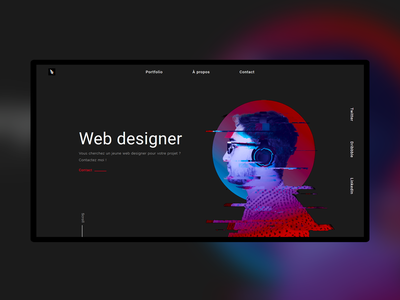 Portfolio
À propos
Contact
Web designer
Vous cherchez un jeune web designer pour votre projet ?
Contactez moi !
Twitter
Dribbble
LinkedIn
Scroll